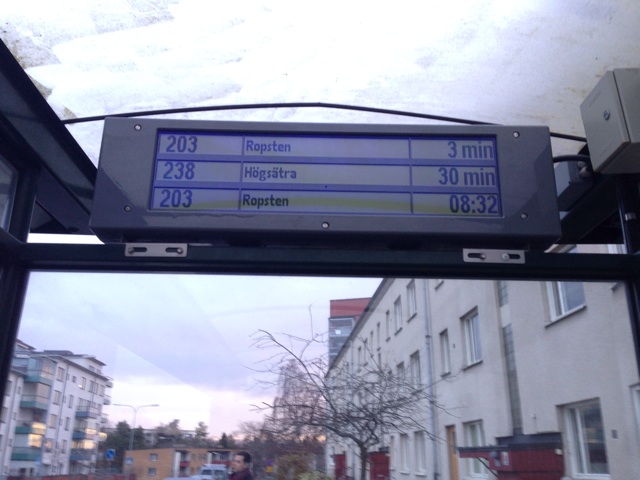 203 Ropsten 3 min
238 Högsätra 30 min
203 Ropsten 08:32